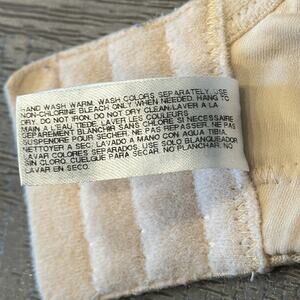 HAND WASH WARM, WASH COLORS SEPARATELY, USE
NON-CHLORINE BLEACH ONLY WHEN NEEDED. HANG TO
DRY. DO NOT IRON. DO NOT DRY CLEAN. LAVER A LA
MAIN A L'EAU TIEDE. LAVER LES COULEURS
SEPAREMENT BLANCHIR SANS CHLORE SI NECESSAIRE
SUSPENDRE POUR SECHER. NE PAS REPASSER. NE PAS
NETTOYER A SEC. LAVADO A MANO CON AQUA TIBIA.
LAVAR COLORES SEPARADOS. USE SOLO BLANQUEADOR
SIN CLORO. CUELGUE PARA SECAR. NO PLANCHAR. NO
LAVAR EN SECO.